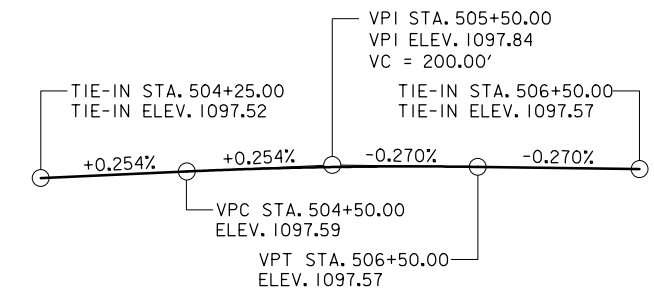 VPI STA. 505+50.00
VPI ELEV. 1097.84
VC = 200.00'
TIE-IN STA. 504+25.00
TIE-IN ELEV. 1097.52
TIE-IN STA. 506+50.00
TIE-IN ELEV. 1097.57
+0.254% +0.254% -0.270% -0.270%
VPC STA. 504+50.00
ELEV. 1097.59
VPT STA. 506+50.00
ELEV. 1097.57